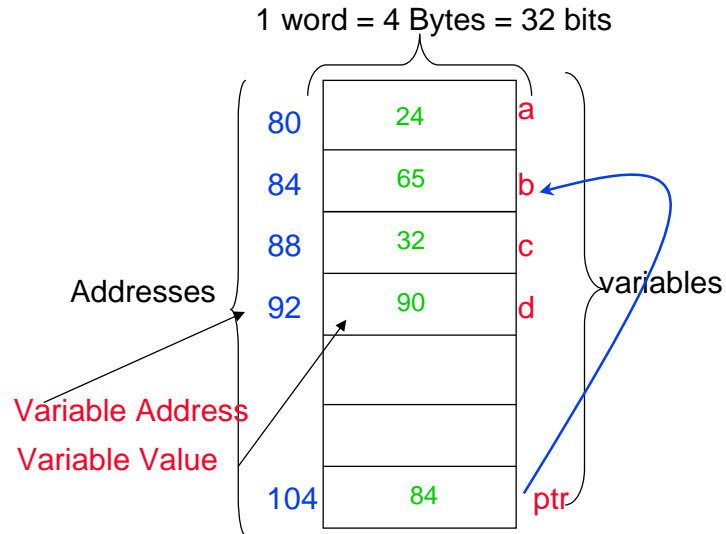 1 word = 4 Bytes = 32 bits
80 24 a
84 65 b
88 32 c
Addresses 92 90 d variables
Variable Address
Variable Value
104 84 ptr